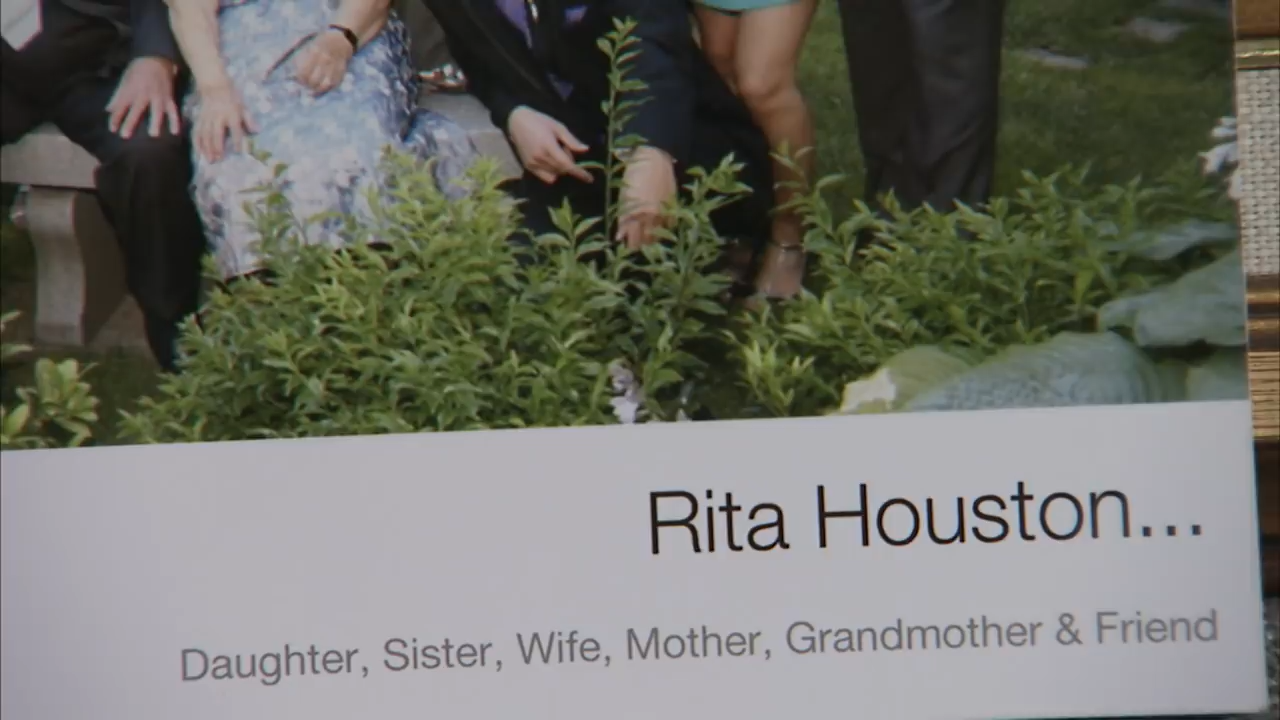 Rita Houston...
Daughter, Sister, Wife, Mother, Grandmother & Friend